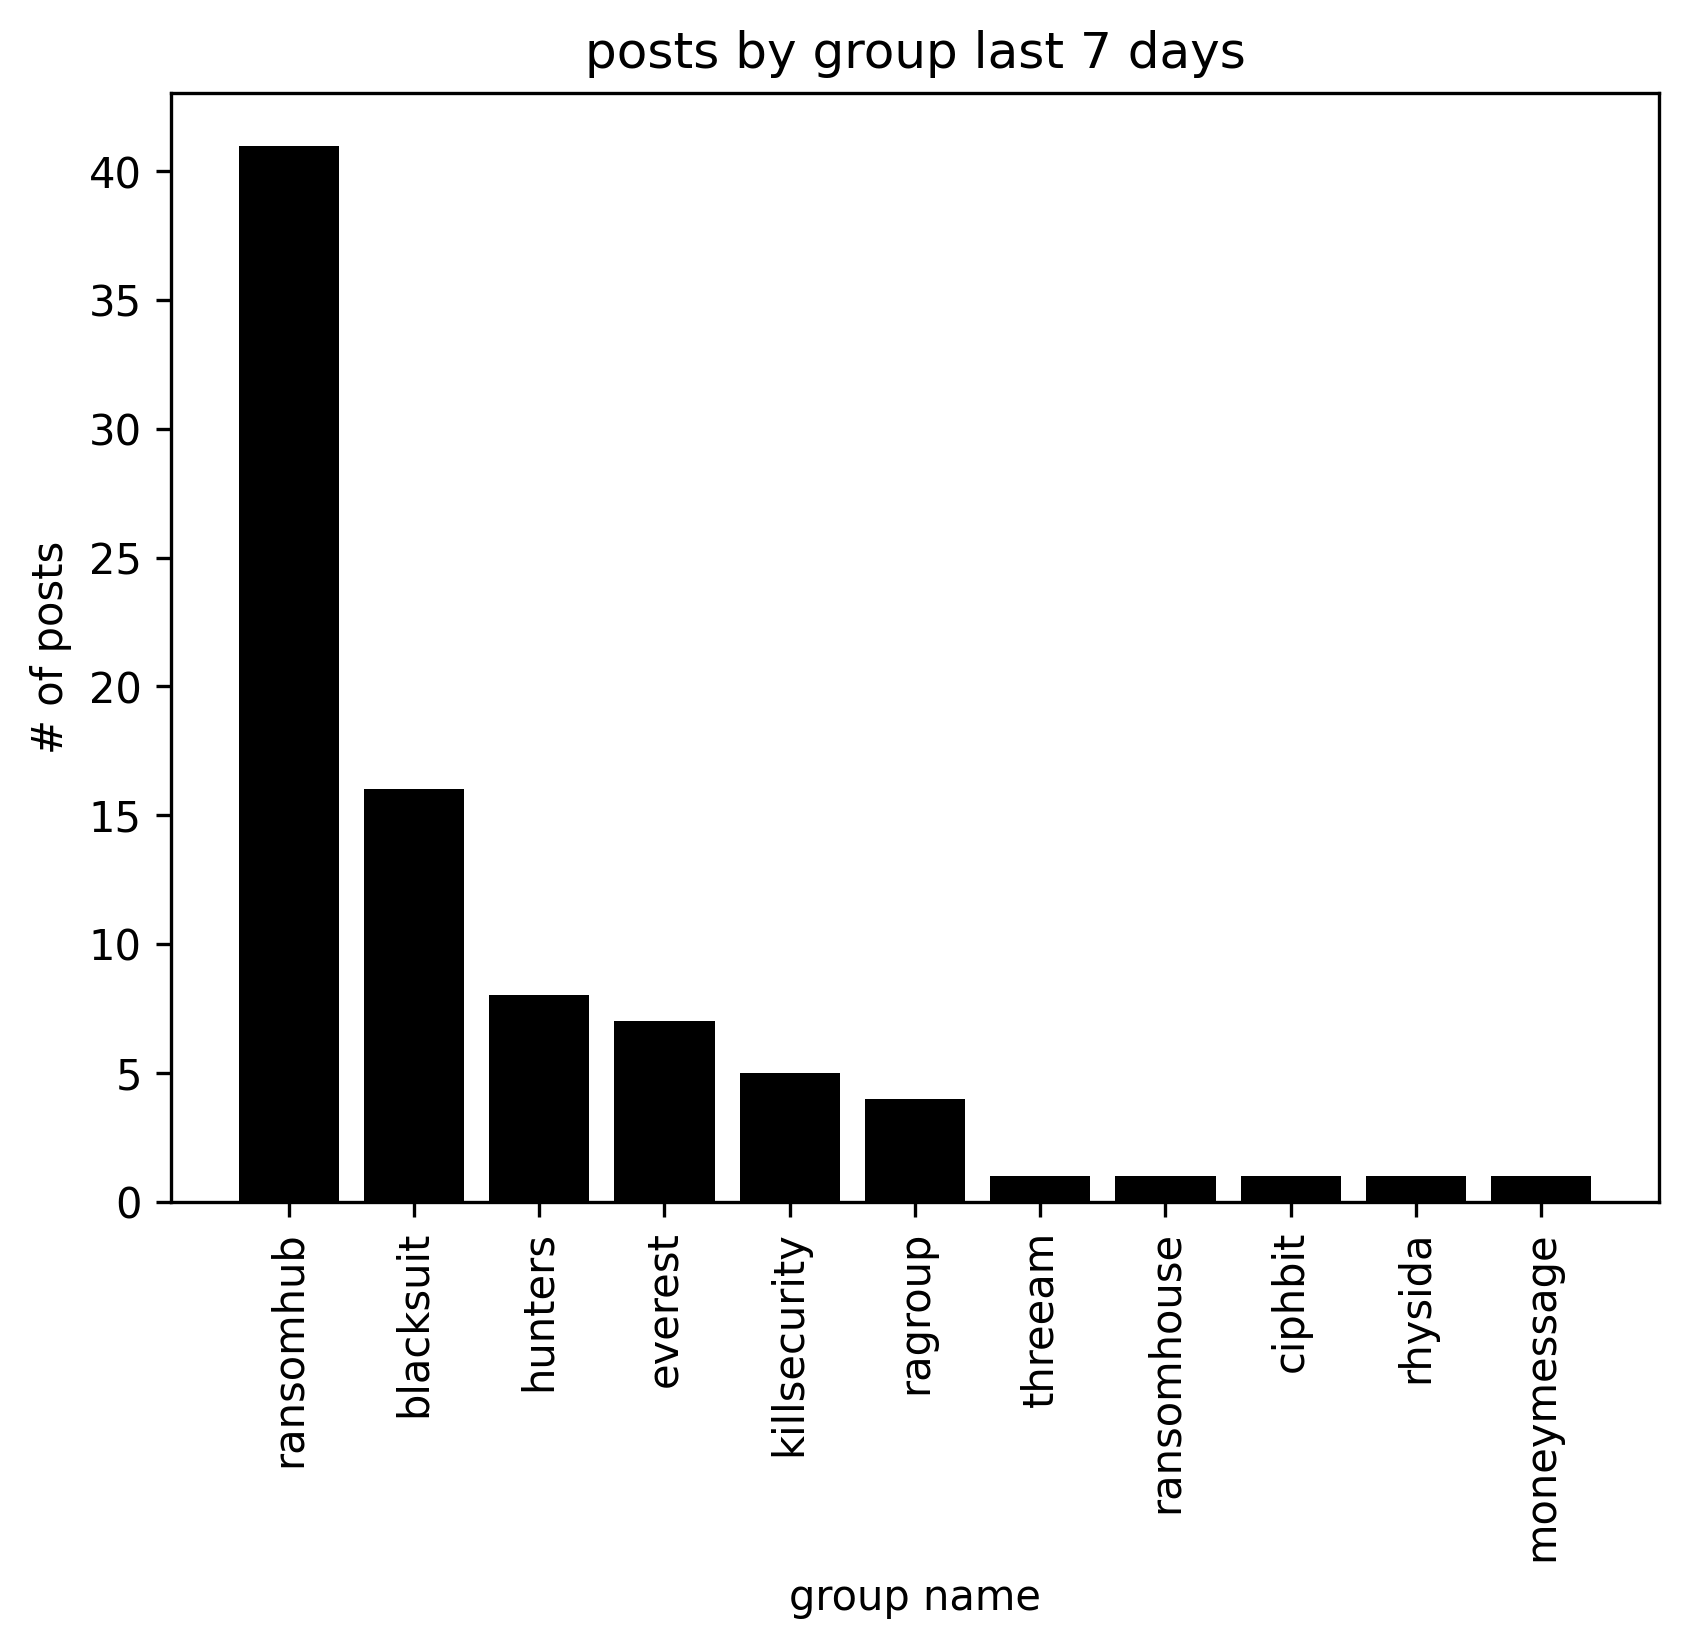 posts by group last 7 days
# of posts
40
35
30
25
20
15
10
5
0
ransomhub
blacksuit
hunters
everest
killsecurity
ragroup
threeam
ransomhouse
ciphbit
rhysida
moneymessage
group name